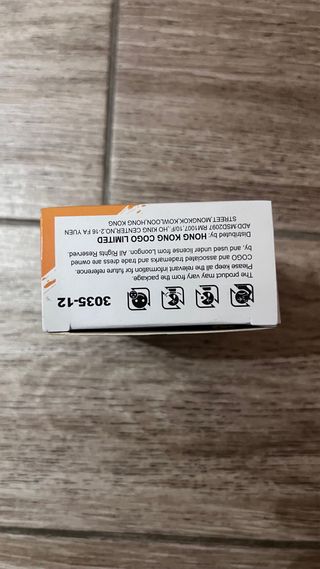 3035-12
The product may vary from the package.
Please keep all the relevant information for future reference.
COGO and associated trademarks and trade dress are owned
by, and used under license from Loongon. All Rights Reserved.
Distributed by: HONG KONG COGO LIMITED
AD:MSD2097 RM1007,10/F.,HO KING CENTER,NO.2-16 FA YUEN
STREET,MONGKOK,KOWLOON,HONG KONG